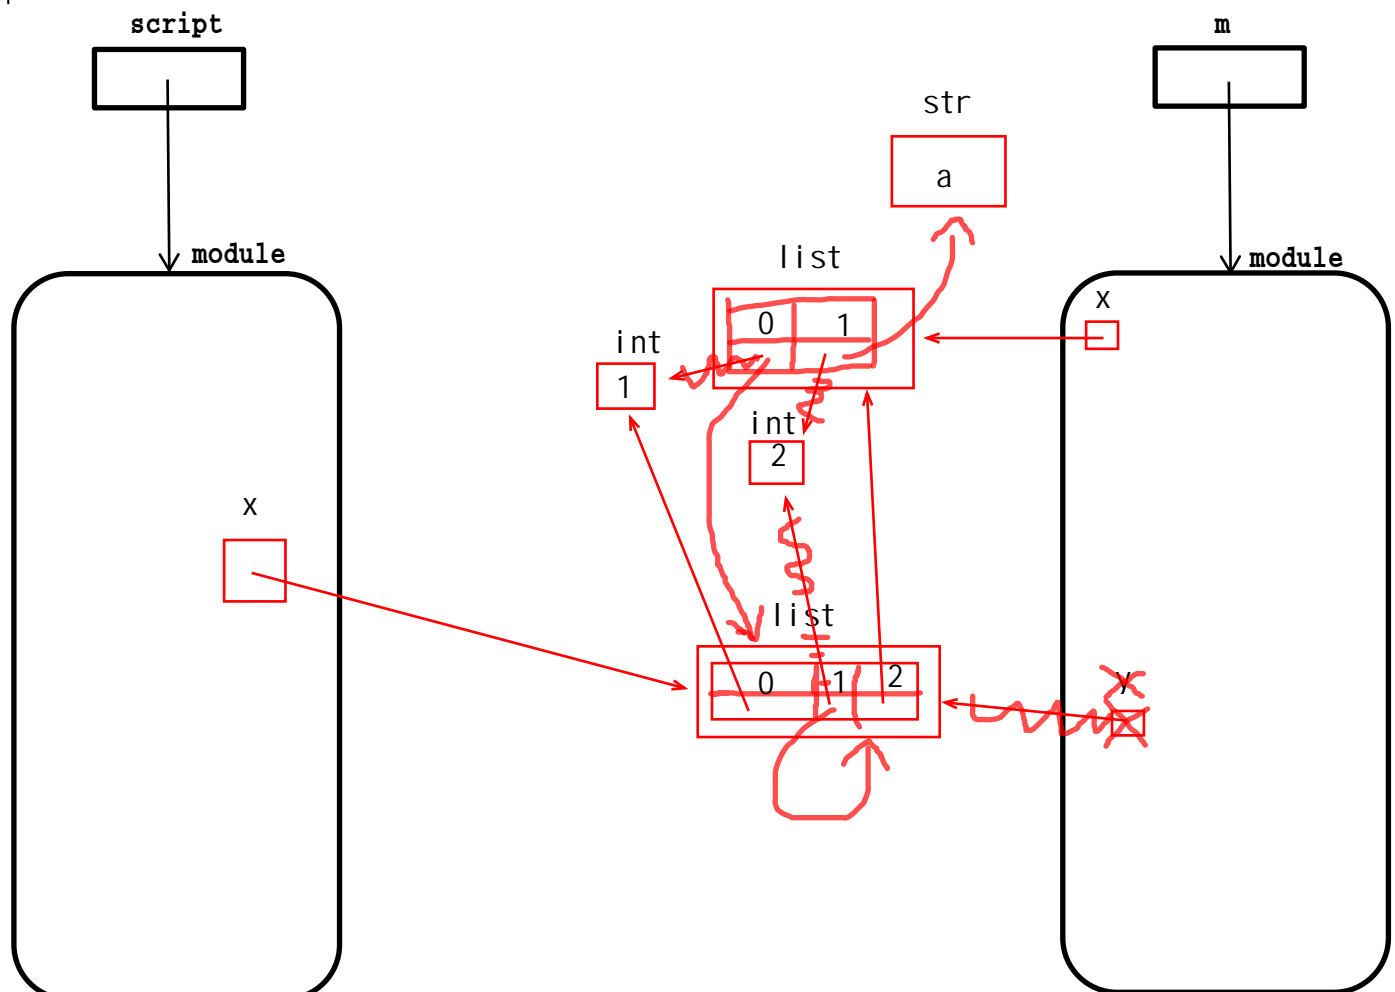 script
m
str
a
module
list
module
x
0 1
int
1
int
2
x
list
0 1 2
y